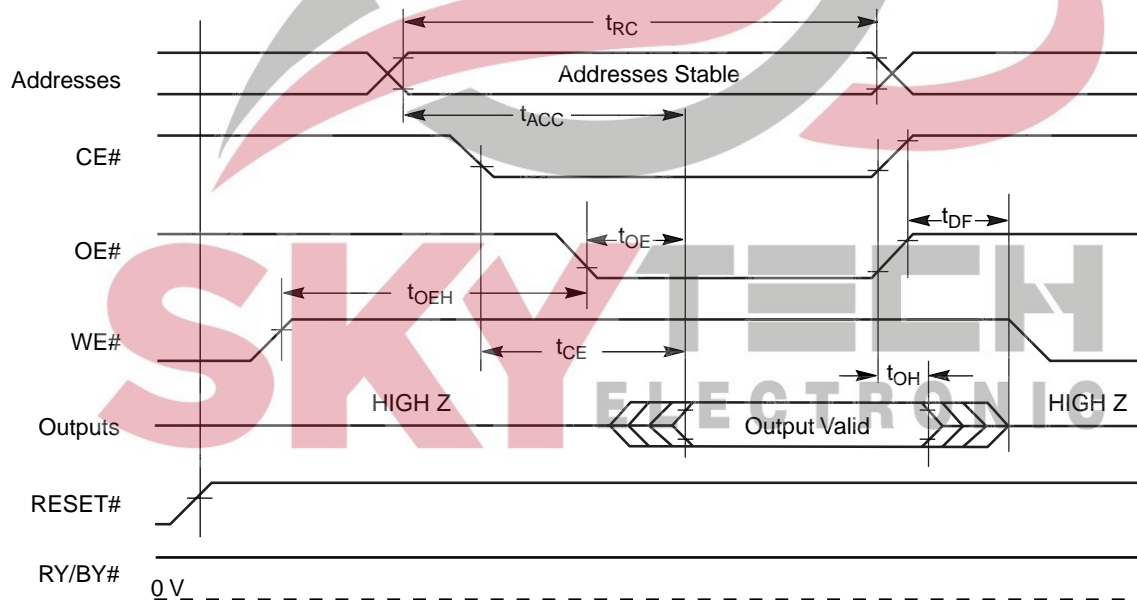 tRC
Addresses
Addresses Stable
tACC
CE#
tDF
OE#
tOE
tOEH
WE#
tCE
tOH
HIGH Z
HIGH Z
Outputs
Output Valid
RESET#
RY/BY#
0 V
SKYTECH
ELECTRONIC